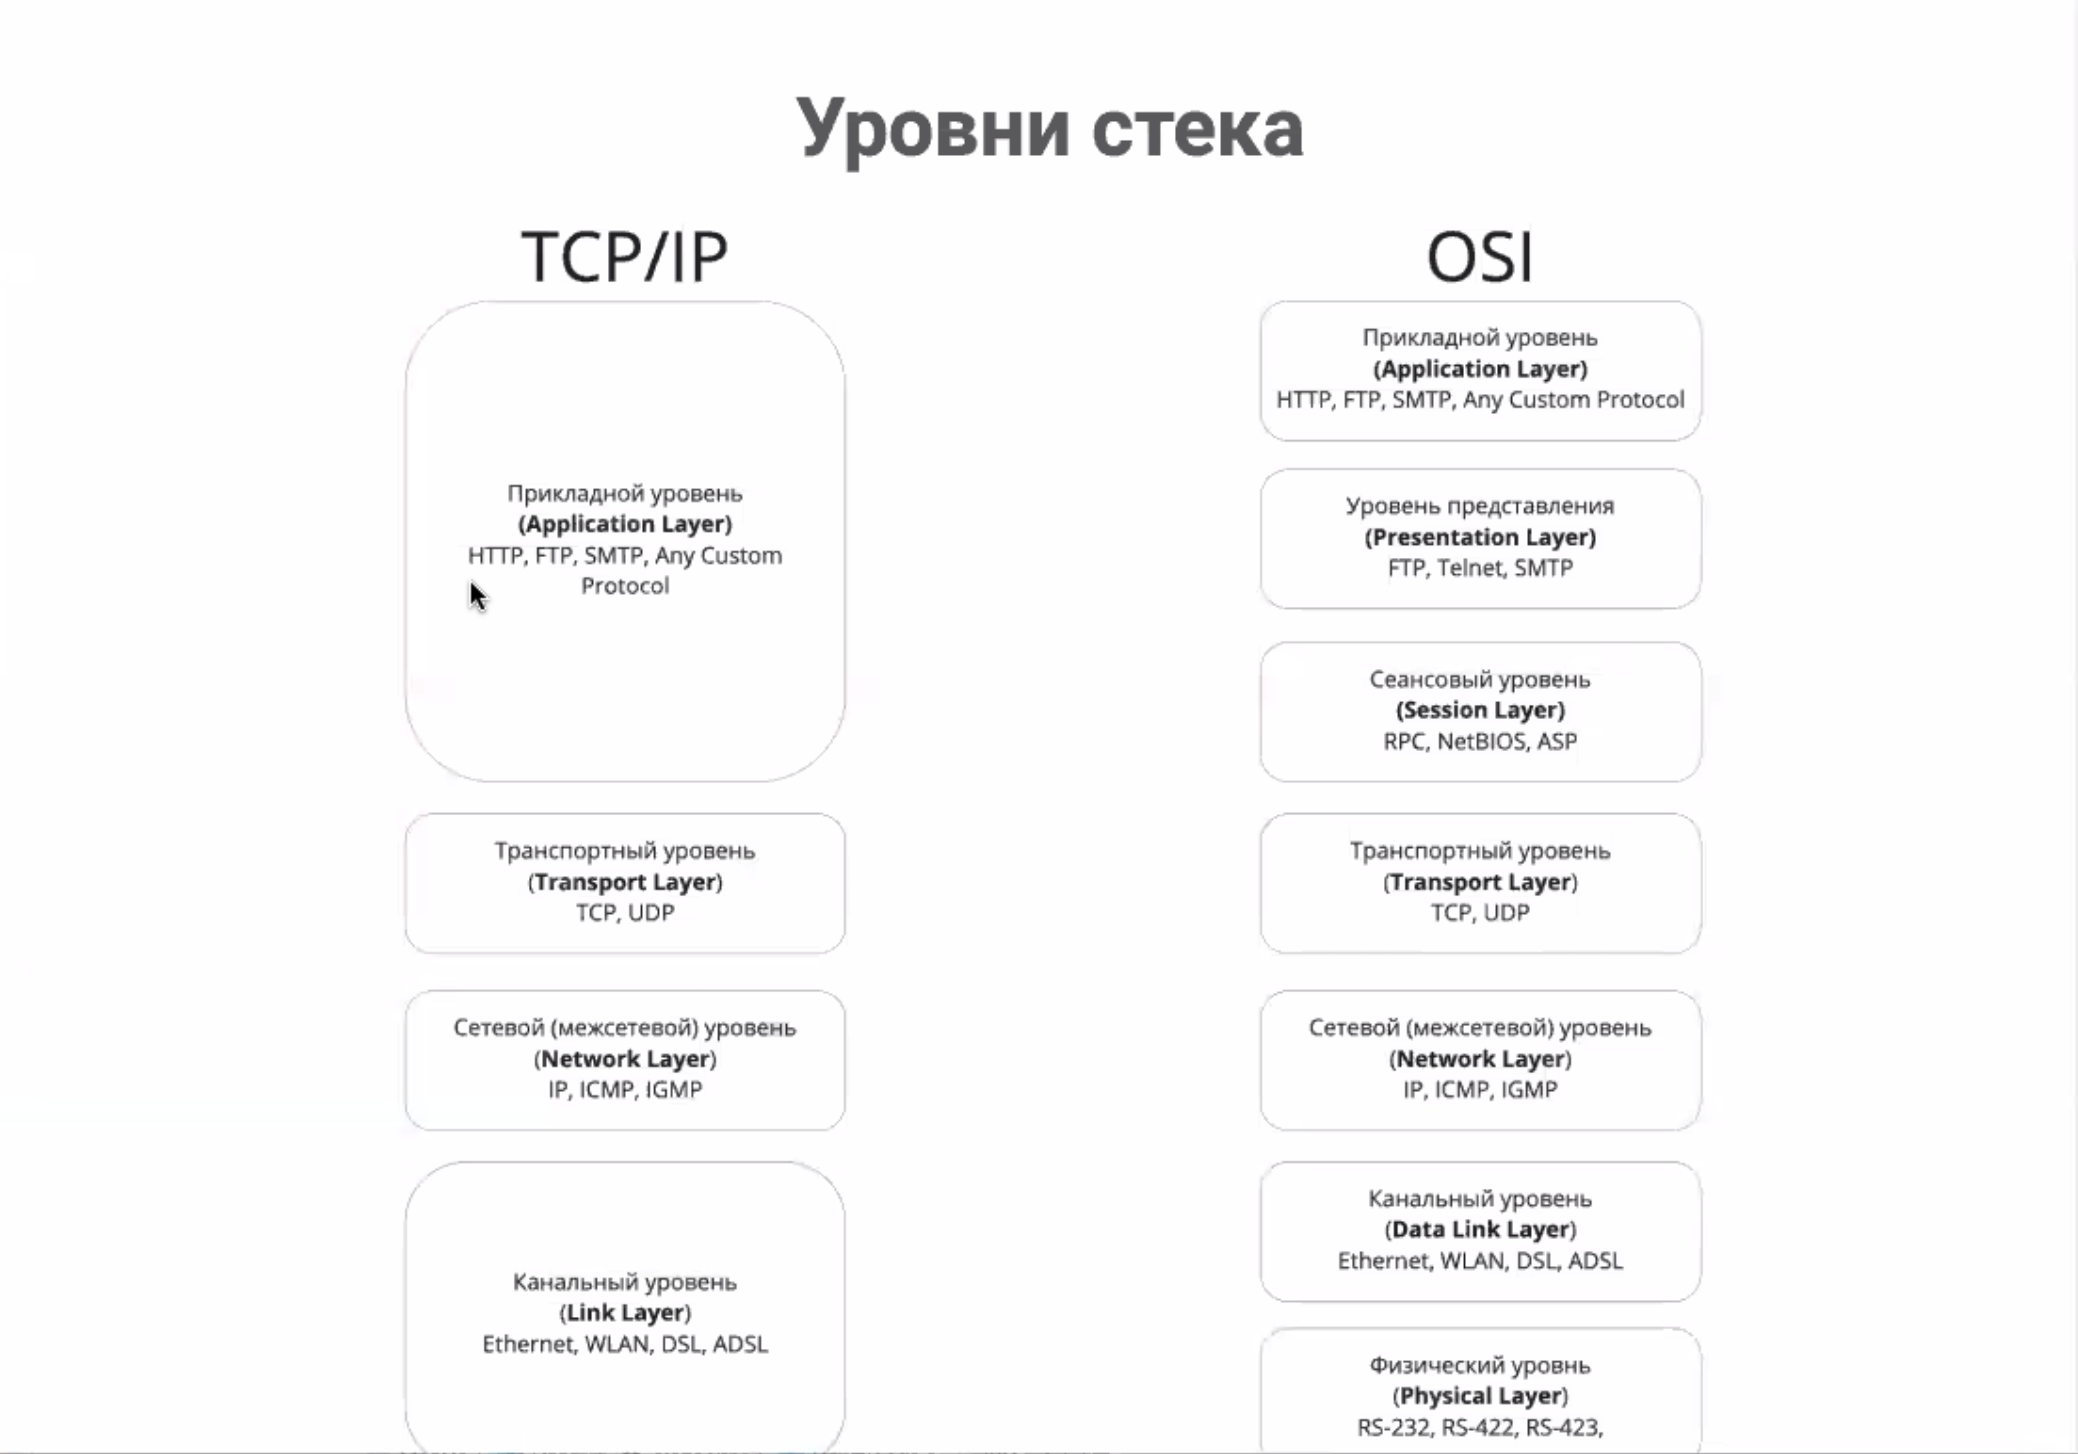 Уровни стека
TCP/IP
Прикладной уровень
(Application Layer)
HTTP, FTP, SMTP, Any Custom
Protocol
Транспортный уровень
(Transport Layer)
TCP, UDP
Сетевой (межсетевой) уровень
(Network Layer)
IP, ICMP, IGMP
Канальный уровень
(Link Layer)
Ethernet, WLAN, DSL, ADSL
OSI
Прикладной уровень
(Application Layer)
HTTP, FTP, SMTP, Any Custom Protocol
Уровень представления
(Presentation Layer)
FTP, Telnet, SMTP
Сеансовый уровень
(Session Layer)
RPC, NetBIOS, ASP
Транспортный уровень
(Transport Layer)
TCP, UDP
Сетевой (межсетевой) уровень
(Network Layer)
IP, ICMP, IGMP
Канальный уровень
(Data Link Layer)
Ethernet, WLAN, DSL, ADSL
Физический уровнь
(Physical Layer)
RS-232, RS-422, RS-423,